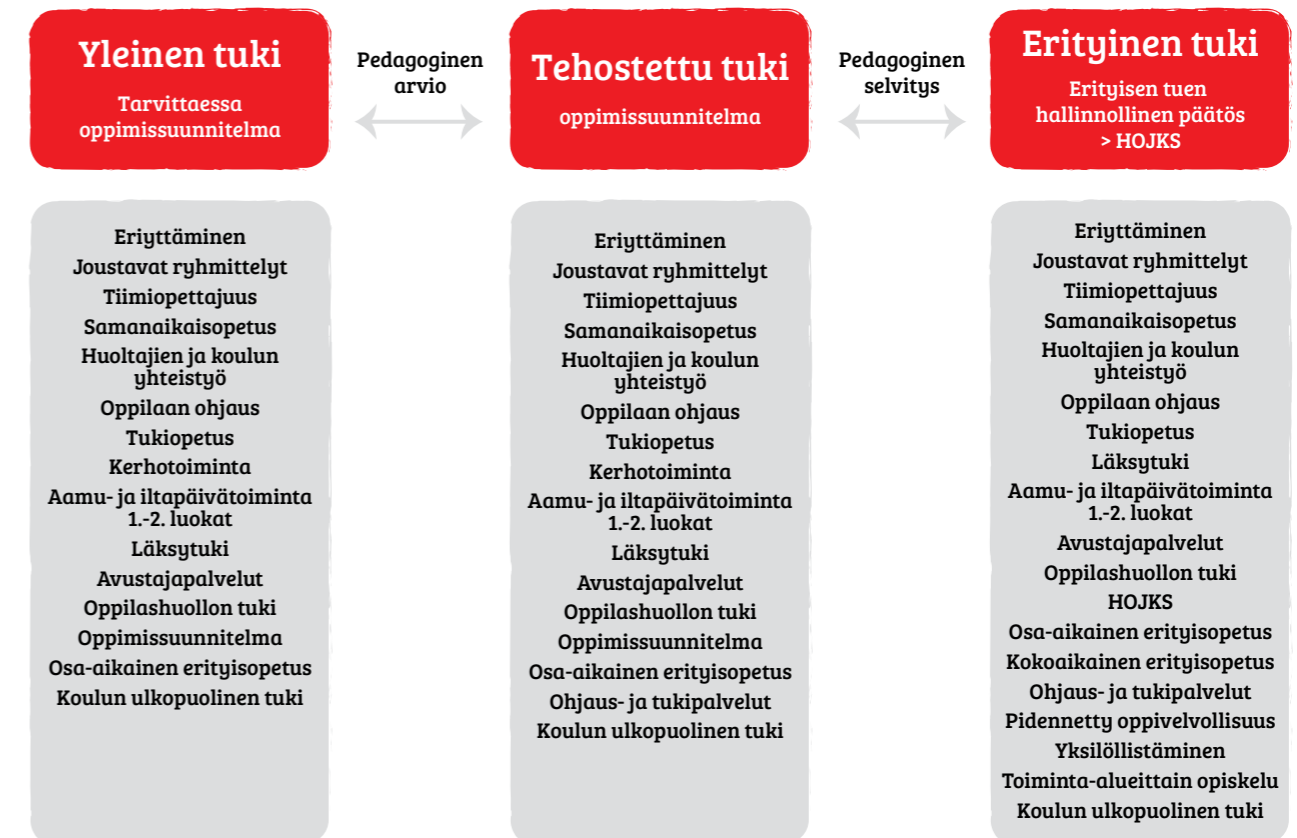 Yleinen tuki
Tarvittaessa
oppimissuunnitelma
Pedagoginen
arvio
Tehostettu tuki
oppimissuunnitelma
Pedagoginen
selvitys
Erityinen tuki
Erityisen tuen
hallinnollinen päätös
> HOJKS
Eriyttäminen
Joustavat ryhmittelyt
Tiimiopettajuus
Samanaikaisopetus
Huoltajien ja koulun
yhteistyö
Oppilaan ohjaus
Tukiopetus
Kerhotoiminta
Aamu- ja iltapäivätoiminta
1.-2. luokat
Läksytuki
Avustajapalvelut
Oppilashuollon tuki
Oppimissuunnitelma
Osa-aikainen erityisopetus
Koulun ulkopuolinen tuki
Eriyttäminen
Joustavat ryhmittelyt
Tiimiopettajuus
Samanaikaisopetus
Huoltajien ja koulun
yhteistyö
Oppilaan ohjaus
Tukiopetus
Kerhotoiminta
Aamu- ja iltapäivätoiminta
1.-2. luokat
Läksytuki
Avustajapalvelut
Oppilashuollon tuki
Oppimissuunnitelma
Osa-aikainen erityisopetus
Ohjaus- ja tukipalvelut
Koulun ulkopuolinen tuki
Eriyttäminen
Joustavat ryhmittelyt
Tiimiopettajuus
Samanaikaisopetus
Huoltajien ja koulun
yhteistyö
Oppilaan ohjaus
Tukiopetus
Läksytuki
Aamu- ja iltapäivätoiminta
1.-2. luokat
Avustajapalvelut
Oppilashuollon tuki
HOJKS
Osa-aikainen erityisopetus
Kokoaikainen erityisopetus
Ohjaus- ja tukipalvelut
Pidennetty oppivelvollisuus
Yksilöllistäminen
Toiminta-alueittain opiskelu
Koulun ulkopuolinen tuki